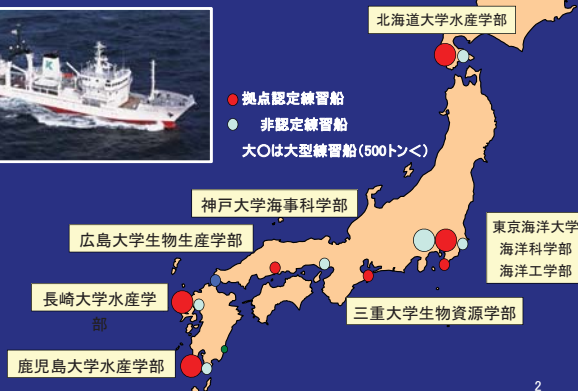 北海道大学水産学部
拠点認定練習船
非認定練習船
大〇は大型練習船(500トン<)
神戸大学海事科学部
広島大学生物生産学部
東京海洋大学
海洋科学部
海洋工学部
長崎大学水産学
部
三重大学生物資源学部
鹿児島大学水産学部
2